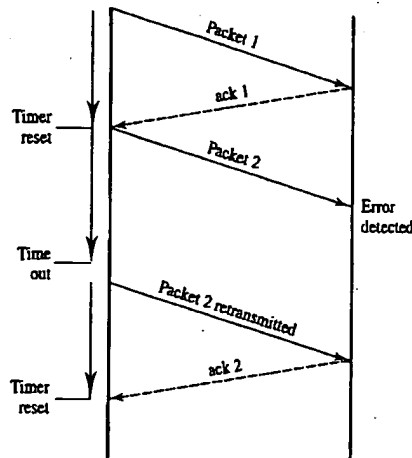 Packet 1
ack 1
Timer
reset
Packet 2
Error
detected
Time
out
Packet 2 retransmitted
ack 2
Timer
reset